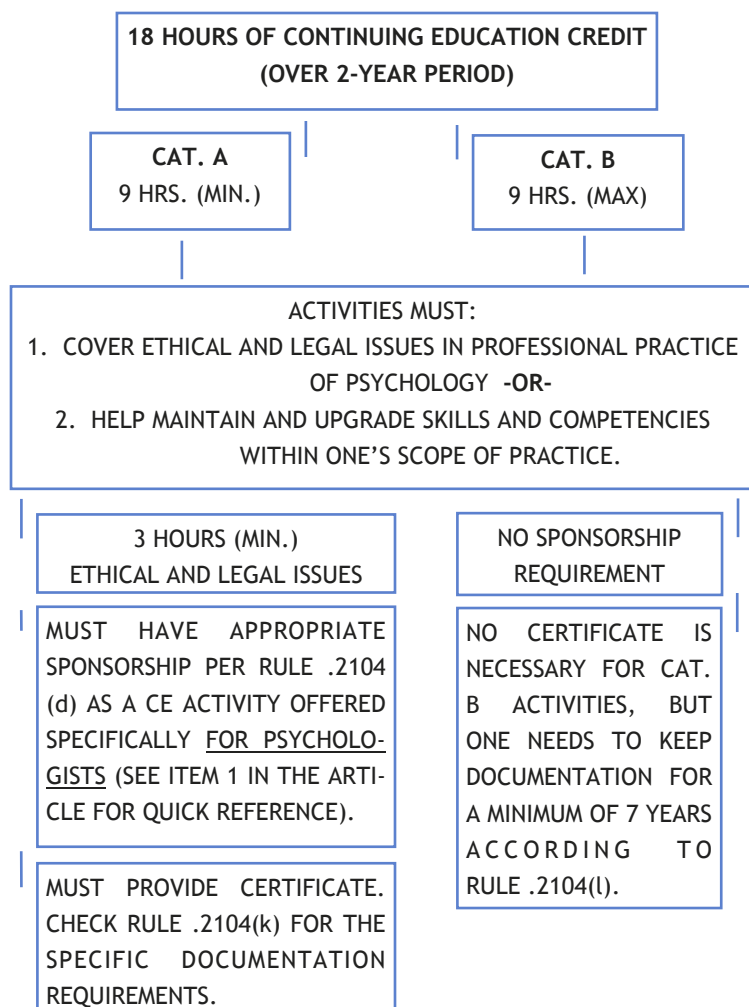 18 HOURS OF CONTINUING EDUCATION CREDIT
(OVER 2-YEAR PERIOD)
CAT. A
9 HRS. (MIN.)
CAT. B
9 HRS. (MAX)
ACTIVITIES MUST:
1. COVER ETHICAL AND LEGAL ISSUES IN PROFESSIONAL PRACTICE
OF PSYCHOLOGY -OR-
2. HELP MAINTAIN AND UPGRADE SKILLS AND COMPETENCIES
WITHIN ONE’S SCOPE OF PRACTICE.
3 HOURS (MIN.)
ETHICAL AND LEGAL ISSUES
MUST HAVE APPROPRIATE
SPONSORSHIP PER RULE .2104
(d) AS A CE ACTIVITY OFFERED
SPECIFICALLY FOR PSYCHOLO-
GISTS (SEE ITEM 1 IN THE ARTI-
CLE FOR QUICK REFERENCE).
MUST PROVIDE CERTIFICATE.
CHECK RULE .2104(k) FOR THE
SPECIFIC DOCUMENTATION
REQUIREMENTS.
NO SPONSORSHIP
REQUIREMENT
NO CERTIFICATE IS
NECESSARY FOR CAT.
B ACTIVITIES, BUT
ONE NEEDS TO KEEP
DOCUMENTATION FOR
A MINIMUM OF 7 YEARS
ACCORDING TO
RULE .2104(l).